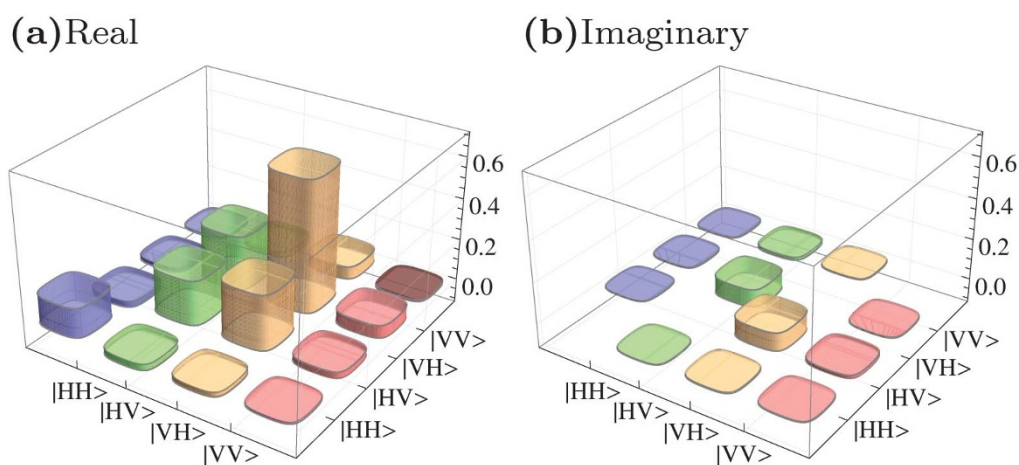 (a)Real
(b)Imaginary
0.6
0.4
0.2
0.0
|VV>
|VH>
|HV>
|HH>
|HH>
|HV>
|VH>
|VV>
0.6
0.4
0.2
0.0
|VV>
|VH>
|HV>
|HH>
|HH>
|HV>
|VH>
|VV>